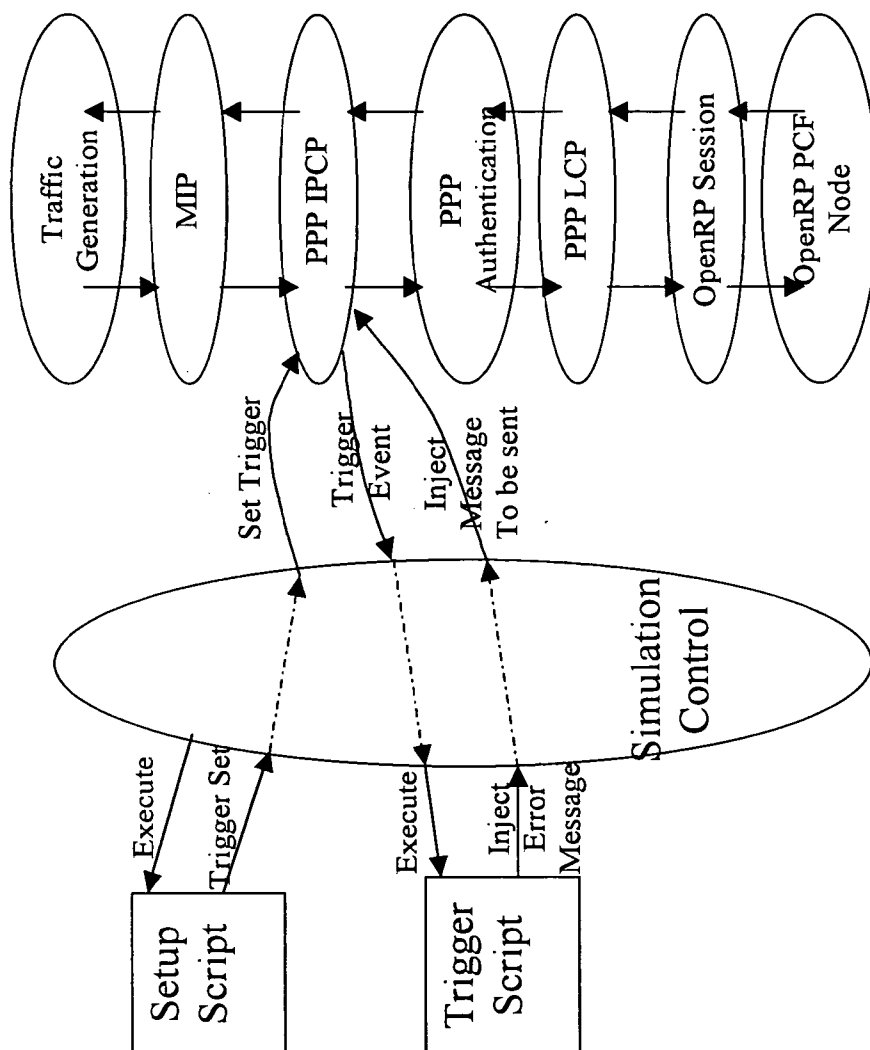 Traffic
Generation
MIP
PPP IPCP
PPP
Authentication
PPP LCP
OpenRP Session
OpenRP PCF
Node
Set Trigger
Trigger
Event
Inject
Message
To be sent
Simulation
Control
Execute
Trigger Set
Execute
Inject
Error
Message
Setup
Script
Trigger
Script